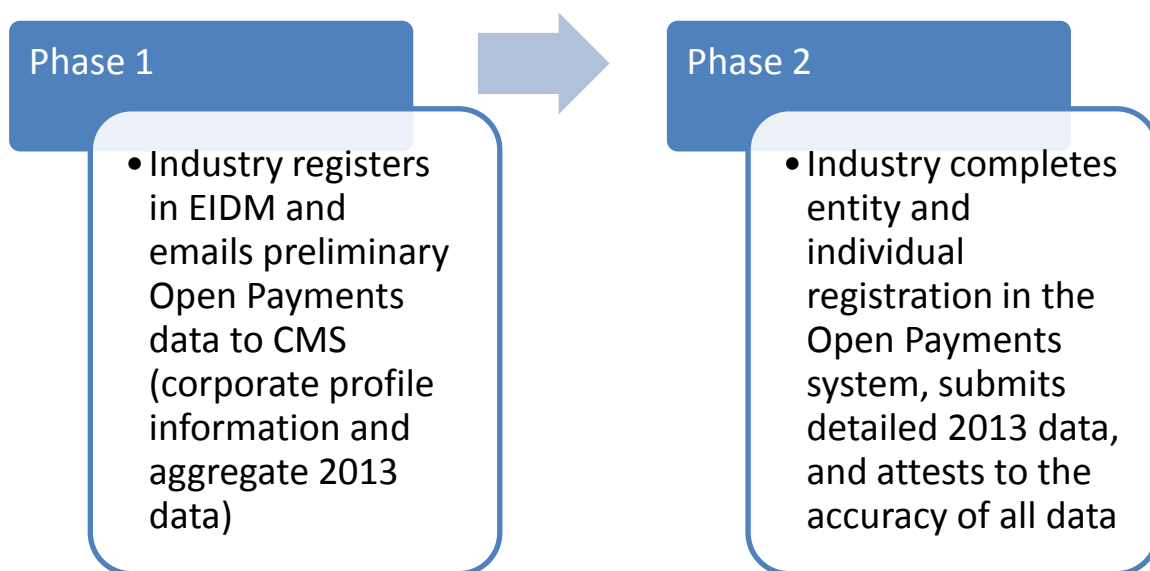 Phase 1
• Industry registers
in EIDM and
emails preliminary
Open Payments
data to CMS
(corporate profile
information and
aggregate 2013
data)
Phase 2
• Industry completes
entity and
individual
registration in the
Open Payments
system, submits
detailed 2013 data,
and attests to the
accuracy of all data